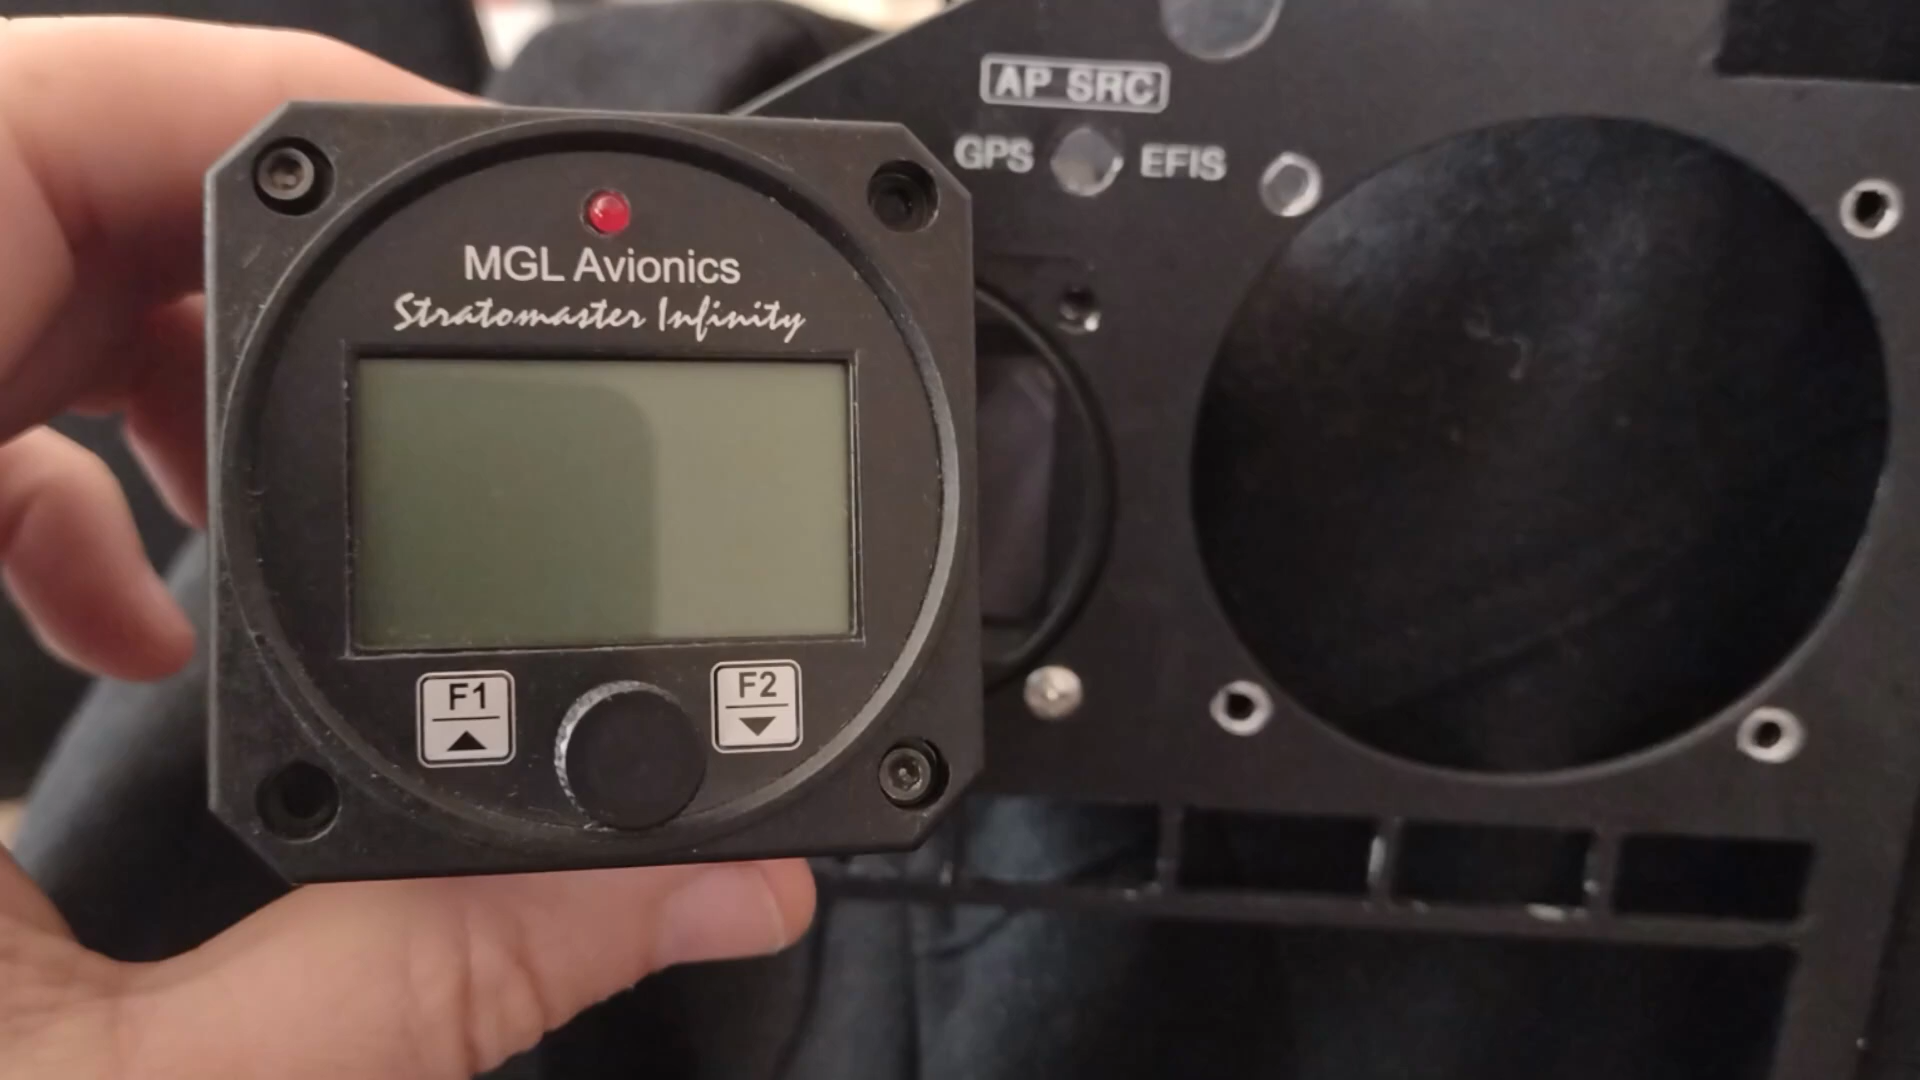 AP SRC
GPS EFIS
MGL Avionics
Stratomaster Infinity
F1
F2